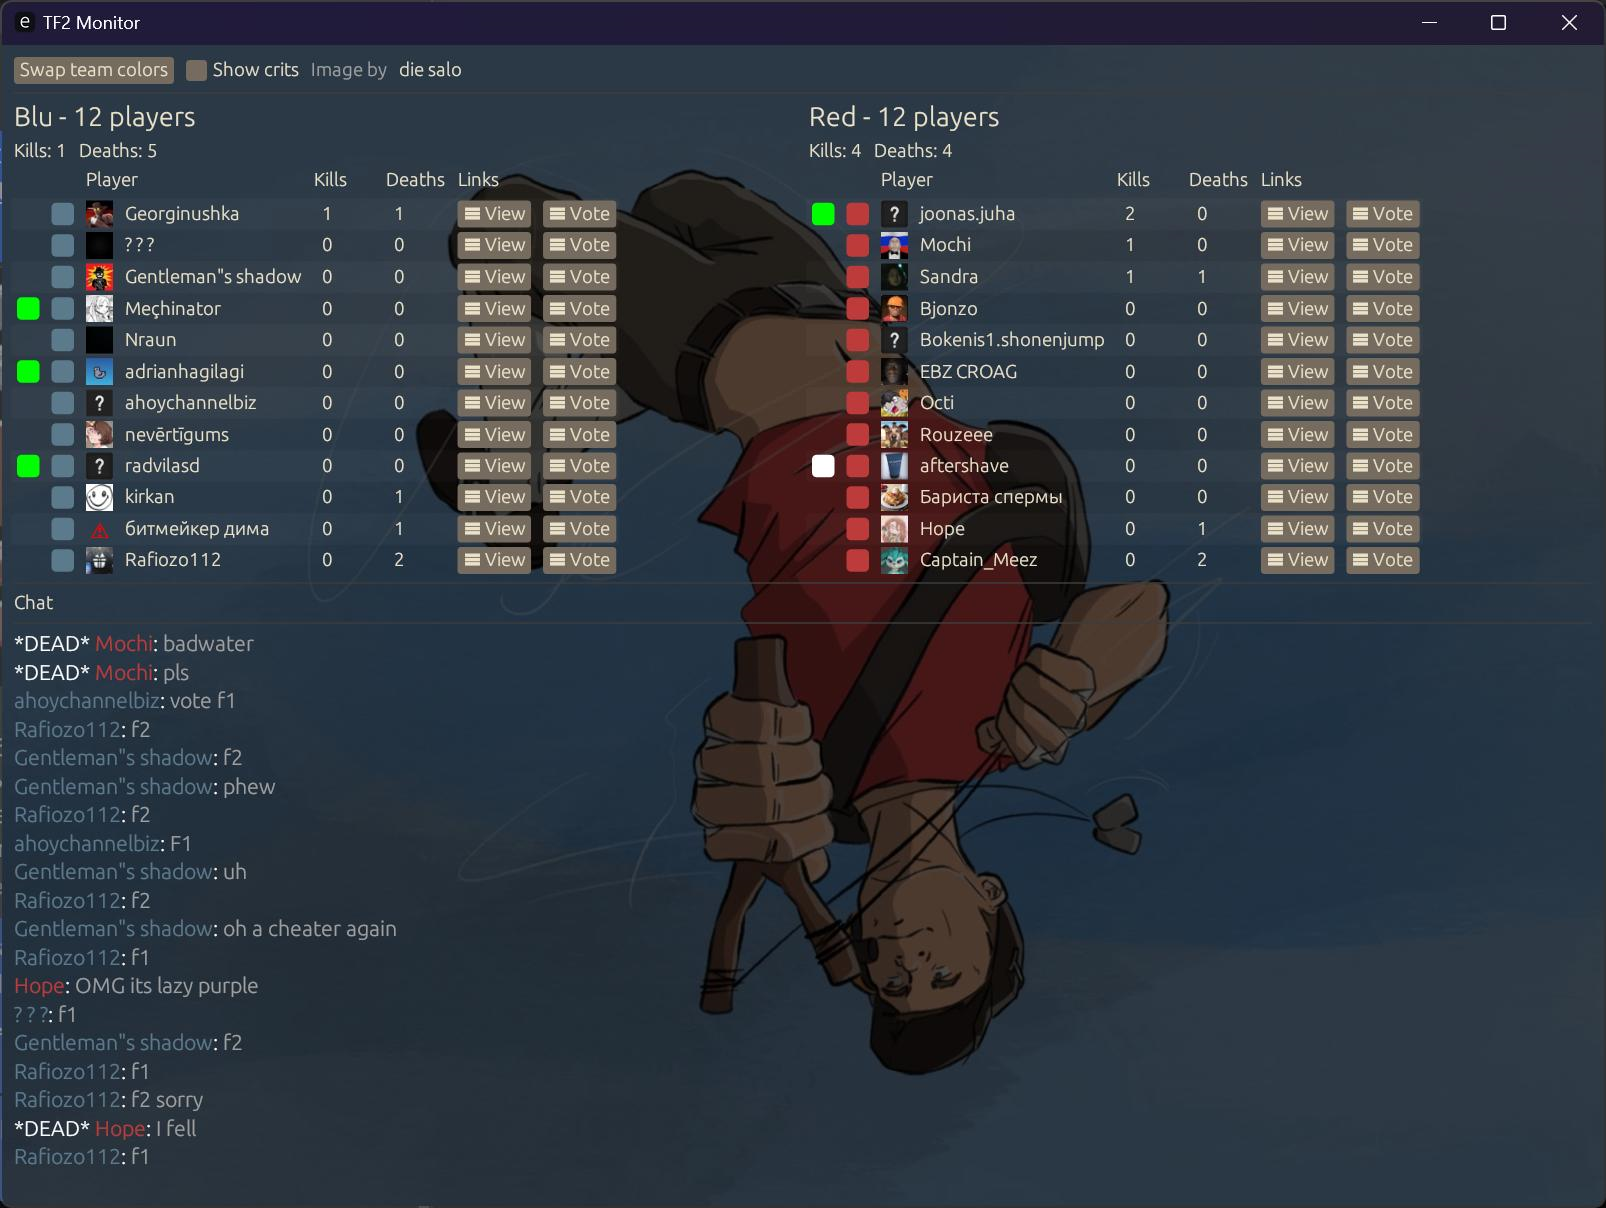 e TF2 Monitor
Swap team colors Show crits Image by die salo
Blu - 12 players
Kills: 1 Deaths: 5
Player Kills Deaths Links
Georginushka 1 1 View Vote
? ? ? 0 0 View Vote
Gentleman"s shadow 0 0 View Vote
Meçhinator 0 0 View Vote
Nraun 0 0 View Vote
adrianhagilagi 0 0 View Vote
? ahoychannelbiz 0 0 View Vote
nevērtīgums 0 0 View Vote
? radvilasd 0 0 View Vote
kirkan 0 1 View Vote
битмейкер дима 0 1 View Vote
Rafiozo112 0 2 View Vote
Red - 12 players
Kills: 4 Deaths: 4
Player Kills Deaths Links
? joonas.juha 2 0 View Vote
Mochi 1 0 View Vote
Sandra 1 1 View Vote
Bjonzo 0 0 View Vote
? Bokenis1.shonenjump 0 0 View Vote
EBZ CROAG 0 0 View Vote
Octi 0 0 View Vote
Rouzeee 0 0 View Vote
aftershave 0 0 View Vote
Бариста спермы 0 0 View Vote
Hope 0 1 View Vote
Captain_Meez 0 2 View Vote
Chat
*DEAD* Mochi: badwater
*DEAD* Mochi: pls
ahoychannelbiz: vote f1
Rafiozo112: f2
Gentleman"s shadow: f2
Gentleman"s shadow: phew
Rafiozo112: f2
ahoychannelbiz: F1
Gentleman"s shadow: uh
Rafiozo112: f2
Gentleman"s shadow: oh a cheater again
Rafiozo112: f1
Hope: OMG its lazy purple
? ? ?: f1
Gentleman"s shadow: f2
Rafiozo112: f1
Rafiozo112: f2 sorry
*DEAD* Hope: I fell
Rafiozo112: f1